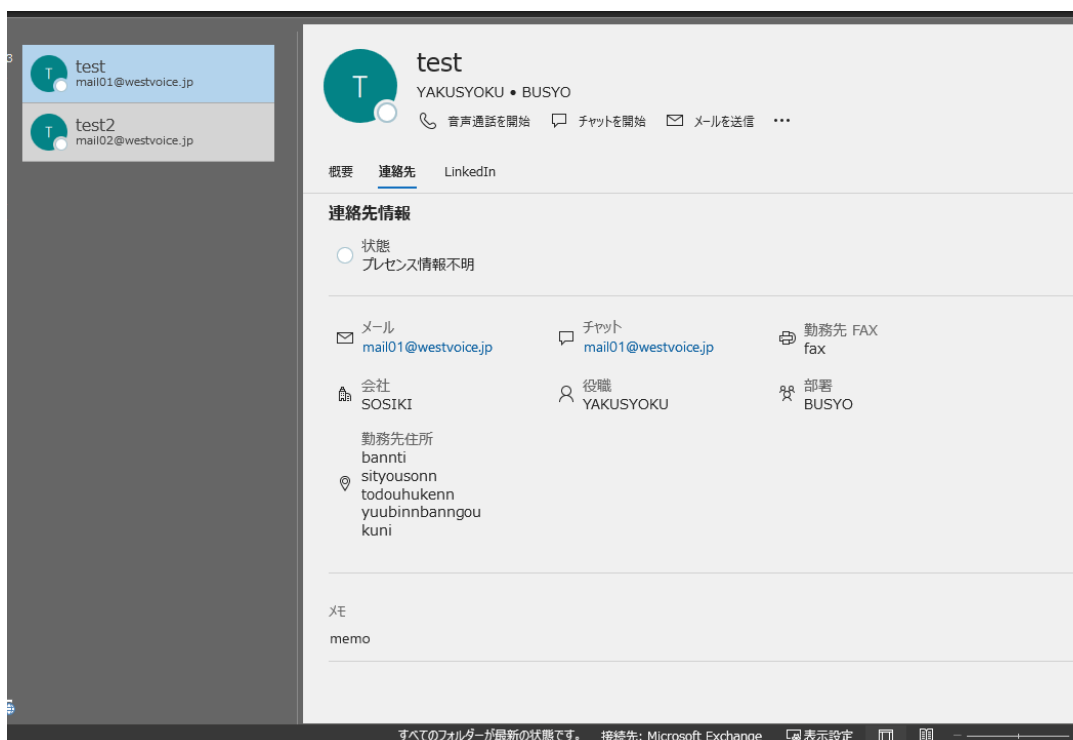 3
T
test
mail01@westvoice.jp
T
test2
mail02@westvoice.jp
T
test
YAKUSYOKU • BUSYO
音声通話を開始 チャットを開始 メールを送信 •••
概要 連絡先 LinkedIn
連絡先情報
状態
プレゼンス情報不明
メール
mail01@westvoice.jp
チャット
mail01@westvoice.jp
勤務先 FAX
fax
会社
SOSIKI
役職
YAKUSYOKU
部署
BUSYO
勤務先住所
bannti
sityousonn
todouhukenn
yuubinnbanngou
kuni
メモ
memo
すべてのフォルダーが最新の状態です。 接続先: Microsoft Exchange 表示設定